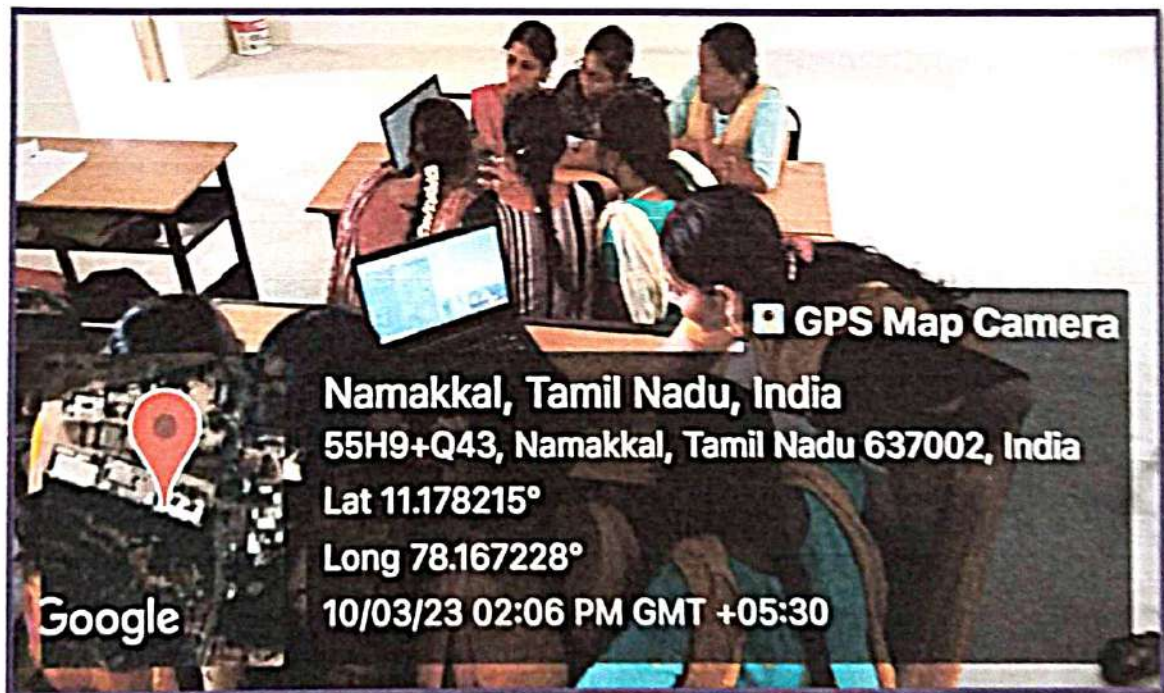 GPS Map Camera
Namakkal, Tamil Nadu, India
55H9+Q43, Namakkal, Tamil Nadu 637002, India
Lat 11.178215°
Long 78.167228°
10/03/23 02:06 PM GMT +05:30
Google